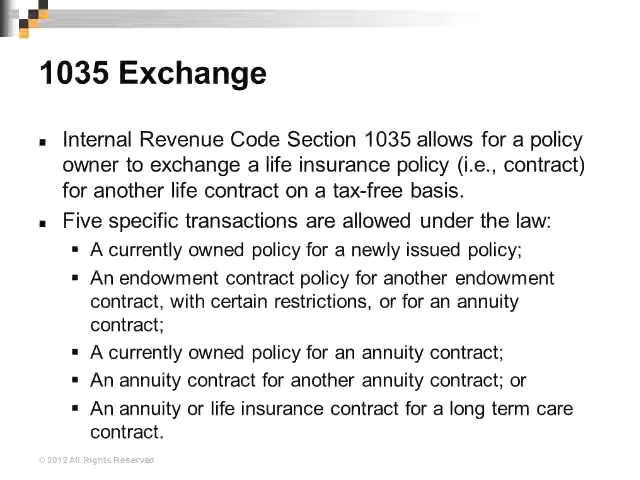 1035 Exchange
Internal Revenue Code Section 1035 allows for a policy
owner to exchange a life insurance policy (i.e., contract)
for another life contract on a tax-free basis.
Five specific transactions are allowed under the law:
A currently owned policy for a newly issued policy;
An endowment contract policy for another endowment
contract, with certain restrictions, or for an annuity
contract;
A currently owned policy for an annuity contract;
An annuity contract for another annuity contract; or
An annuity or life insurance contract for a long term care
contract.
© 2012 All Rights Reserved